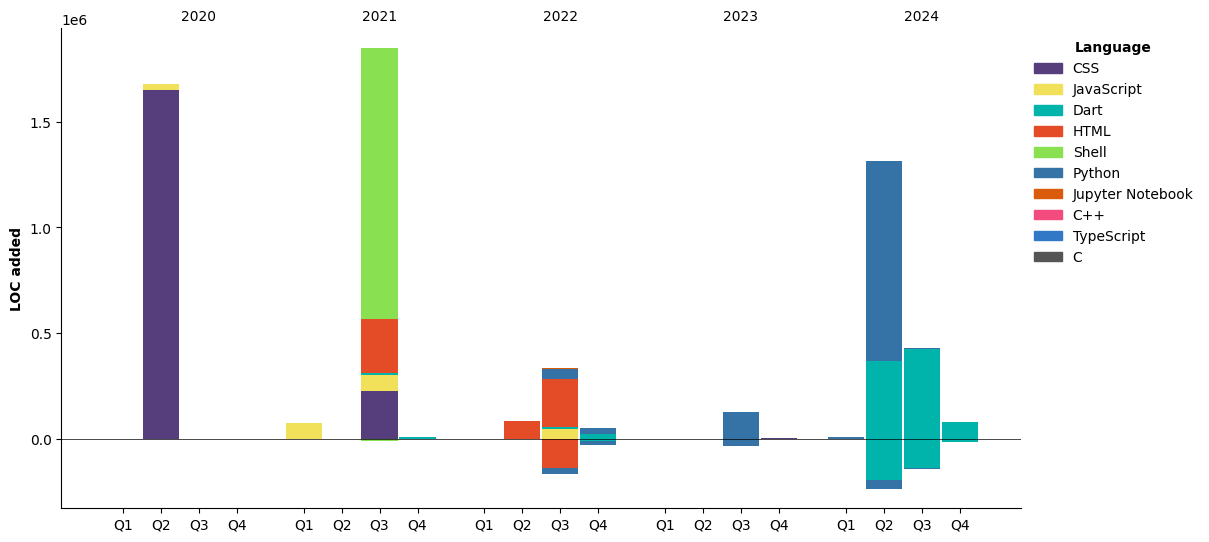 1e6
2020 2021 2022 2023 2024
LOC added
1.5
1.0
0.5
0.0
Q1 Q2 Q3 Q4 Q1 Q2 Q3 Q4 Q1 Q2 Q3 Q4 Q1 Q2 Q3 Q4 Q1 Q2 Q3 Q4
Language
CSS
JavaScript
Dart
HTML
Shell
Python
Jupyter Notebook
C++
TypeScript
C